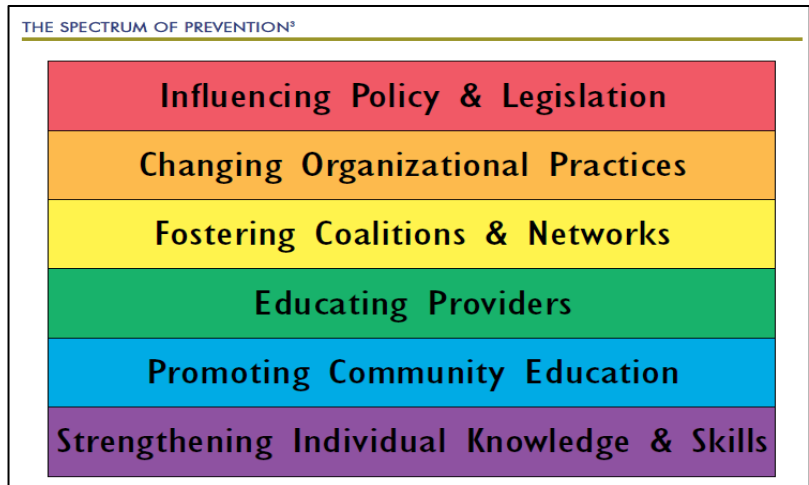 THE SPECTRUM OF PREVENTION³
Influencing Policy & Legislation
Changing Organizational Practices
Fostering Coalitions & Networks
Educating Providers
Promoting Community Education
Strengthening Individual Knowledge & Skills